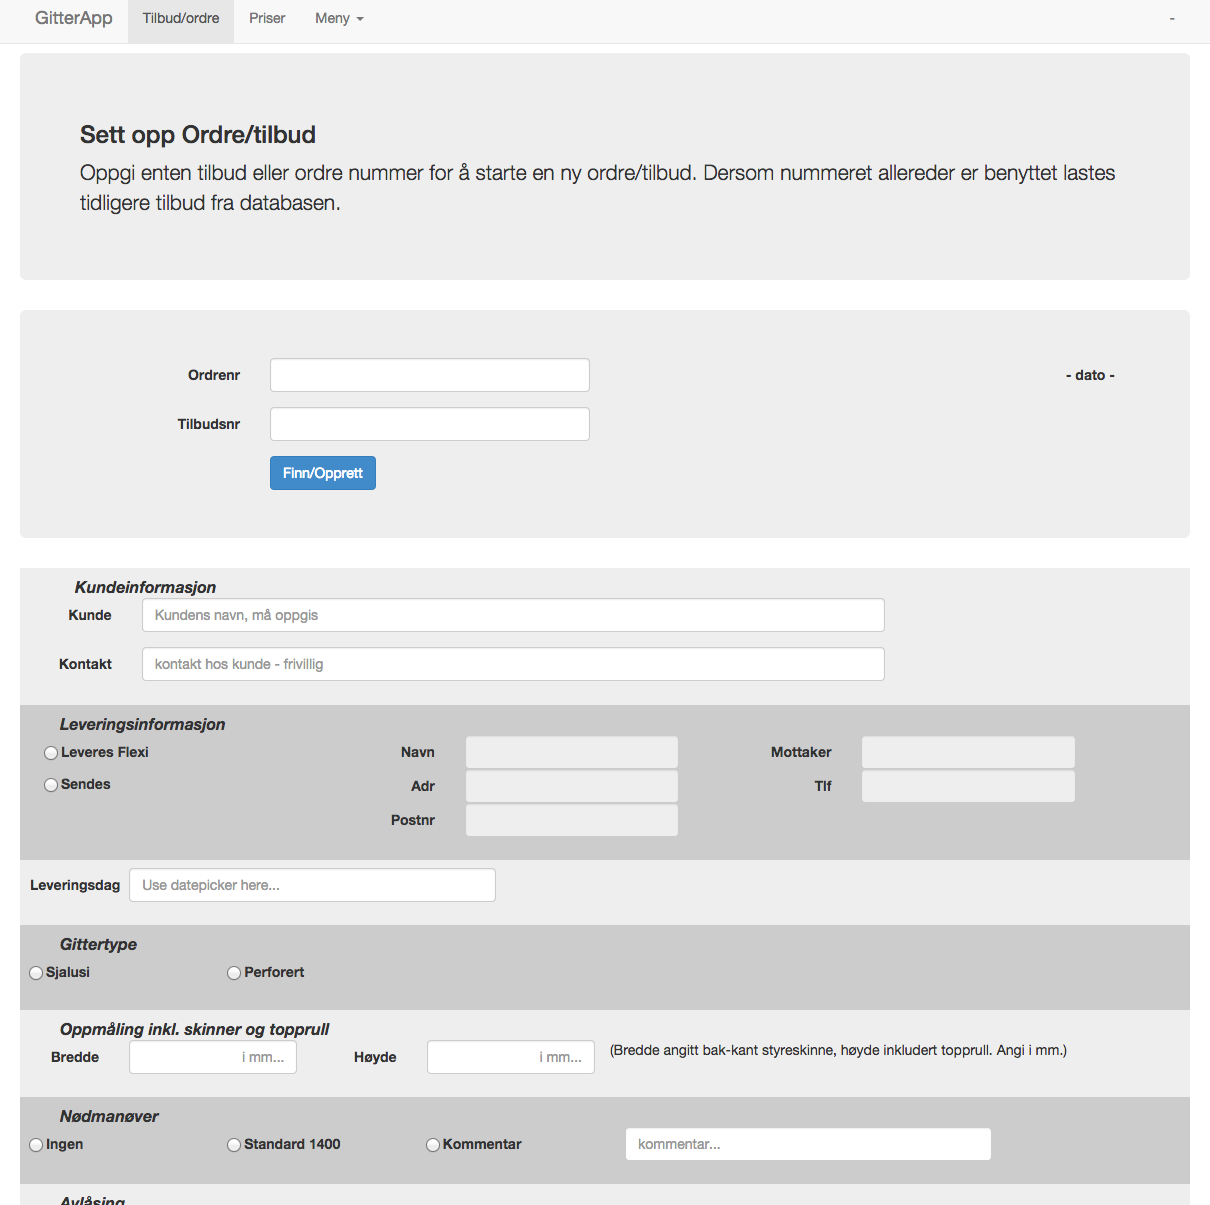 GitterApp Tilbud/ordre Priser Meny -
Sett opp Ordre/tilbud
Oppgi enten tilbud eller ordre nummer for å starte en ny ordre/tilbud. Dersom nummeret allereder er benyttet lastes
tidligere tilbud fra databasen.
Ordrenr - dato -
Tilbudsnr
Finn/Opprett
Kundeinformasjon
Kunde Kundens navn, må oppgis
Kontakt kontakt hos kunde - frivillig
Leveringsinformasjon
Leveres Flexi Navn Mottaker
Sendes Adr Tlf
Postnr
Leveringsdag Use datepicker here...
Gittertype
Sjalusi Perforert
Oppmåling inkl. skinner og topprull
Bredde i mm... Høyde i mm... (Bredde angitt bak-kant styreskinne, høyde inkludert topprull. Angi i mm.)
Nødmanøver
Ingen Standard 1400 Kommentar kommentar...
Avlåsing